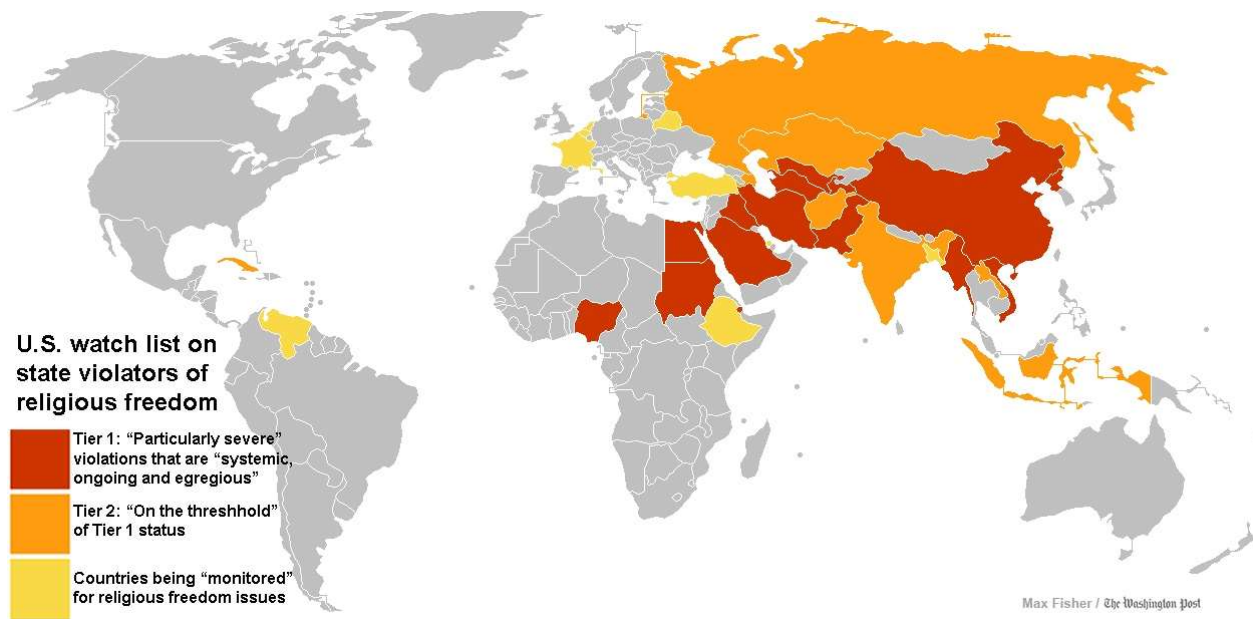 U.S. watch list on
state violators of
religious freedom
Tier 1: “Particularly severe”
violations that are “systemic,
ongoing and egregious”
Tier 2: “On the threshhold”
of Tier 1 status
Countries being “monitored”
for religious freedom issues
Max Fisher / The Washington Post